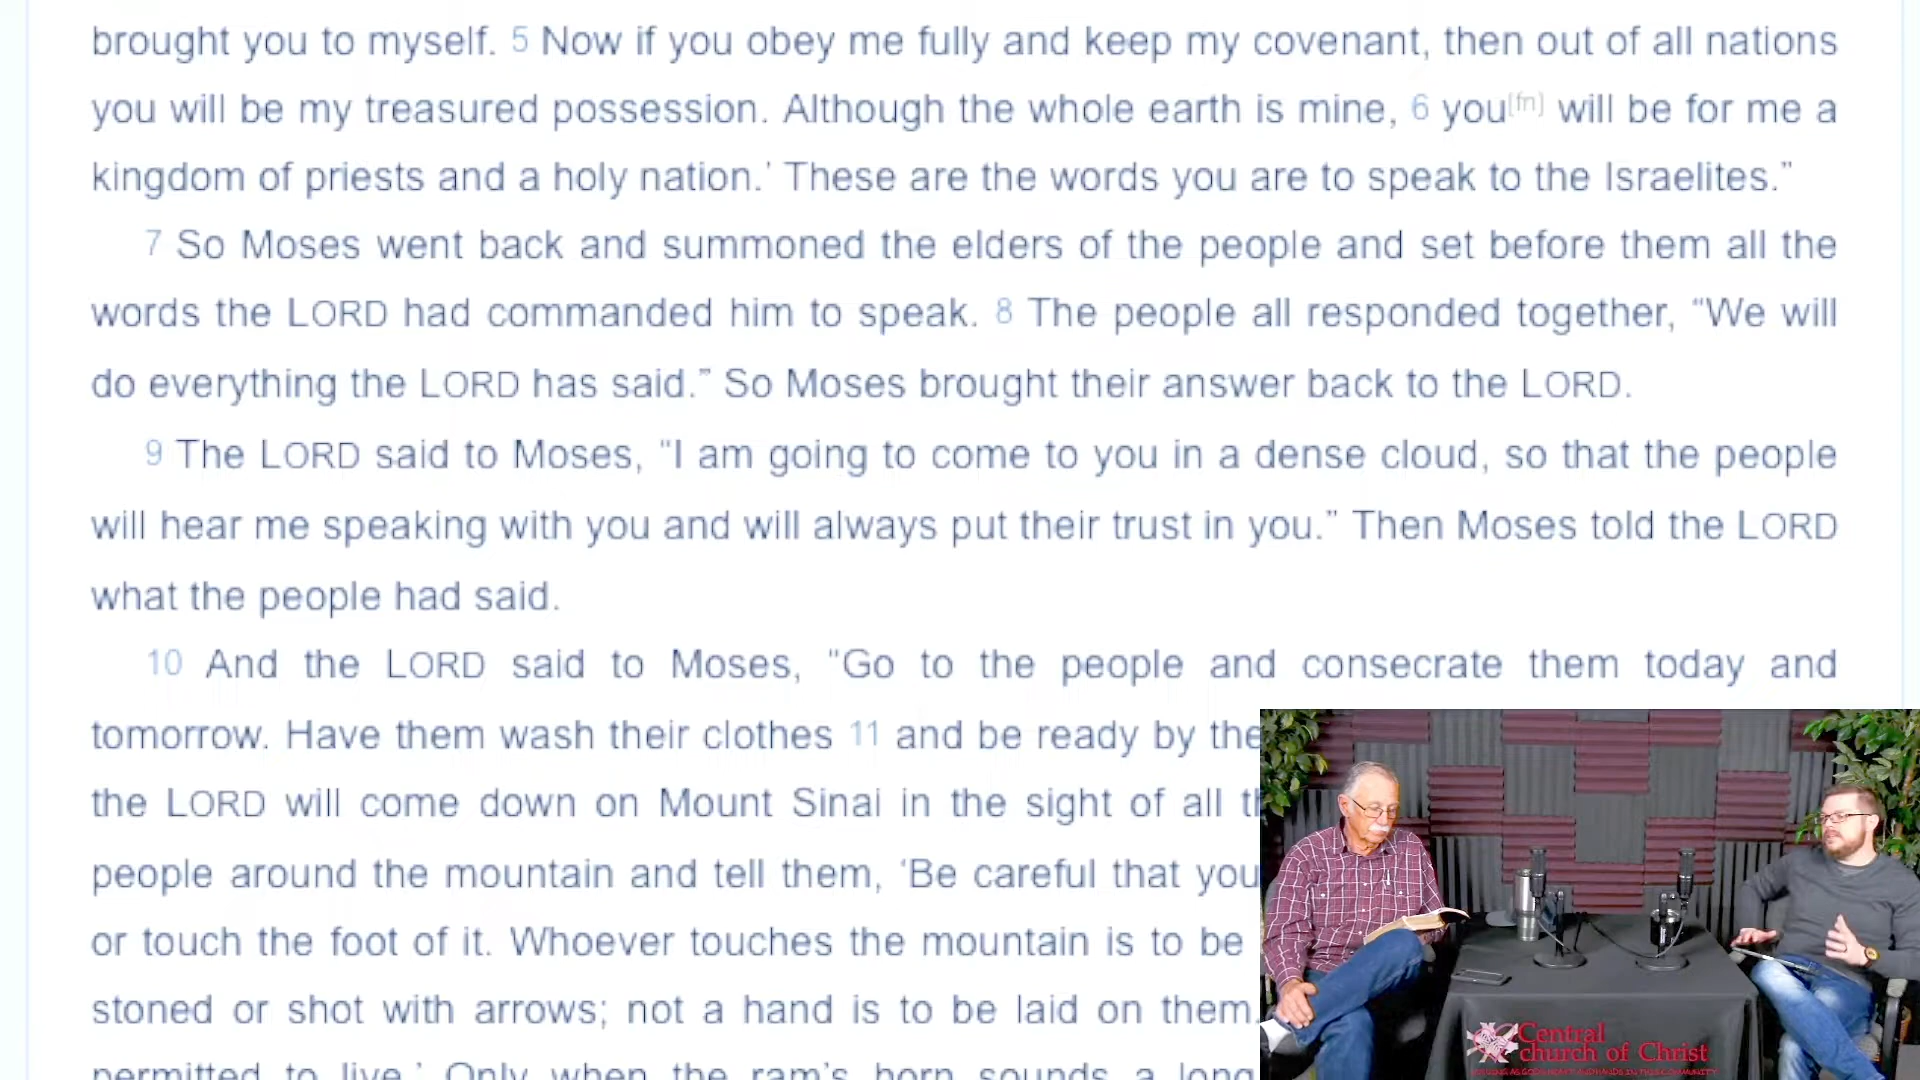 brought you to myself. 5 Now if you obey me fully and keep my covenant, then out of all nations
you will be my treasured possession. Although the whole earth is mine, 6 you[fn] will be for me a
kingdom of priests and a holy nation.’ These are the words you are to speak to the Israelites.”
7 So Moses went back and summoned the elders of the people and set before them all the
words the LORD had commanded him to speak. 8 The people all responded together, “We will
do everything the LORD has said.” So Moses brought their answer back to the LORD.
9 The LORD said to Moses, “I am going to come to you in a dense cloud, so that the people
will hear me speaking with you and will always put their trust in you.” Then Moses told the LORD
what the people had said.
10 And the LORD said to Moses, “Go to the people and consecrate them today and
tomorrow. Have them wash their clothes 11 and be ready by the
the LORD will come down on Mount Sinai in the sight of all
people around the mountain and tell them, ‘Be careful that you
or touch the foot of it. Whoever touches the mountain is to be
stoned or shot with arrows; not a hand is to be laid on them.
permitted to live.’ Only when the ram’s horn sounds a long
Central
church of Christ